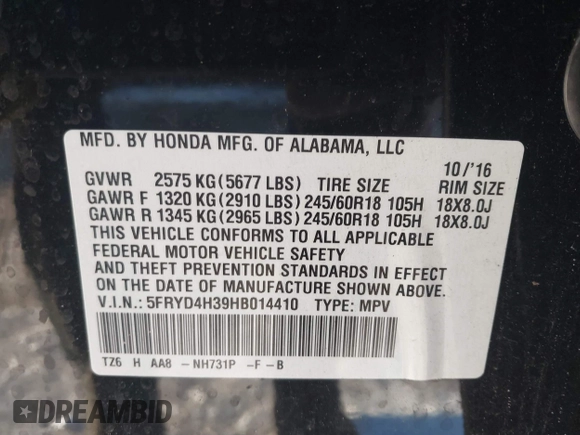 MFD. BY HONDA MFG. OF ALABAMA, LLC
10/'16
GVWR 2575 KG (5677 LBS) TIRE SIZE RIM SIZE
GAWR F 1320 KG (2910 LBS) 245/60R18 105H 18X8.0J
GAWR R 1345 KG (2965 LBS) 245/60R18 105H 18X8.0J
THIS VEHICLE CONFORMS TO ALL APPLICABLE
FEDERAL MOTOR VEHICLE SAFETY
AND THEFT PREVENTION STANDARDS IN EFFECT
ON THE DATE OF MANUFACTURE SHOWN ABOVE.
V.I.N.: 5FRYD4H39HB014410 TYPE: MPV
TZ6 H AA8 - NH731P -F-B
DREAMBID